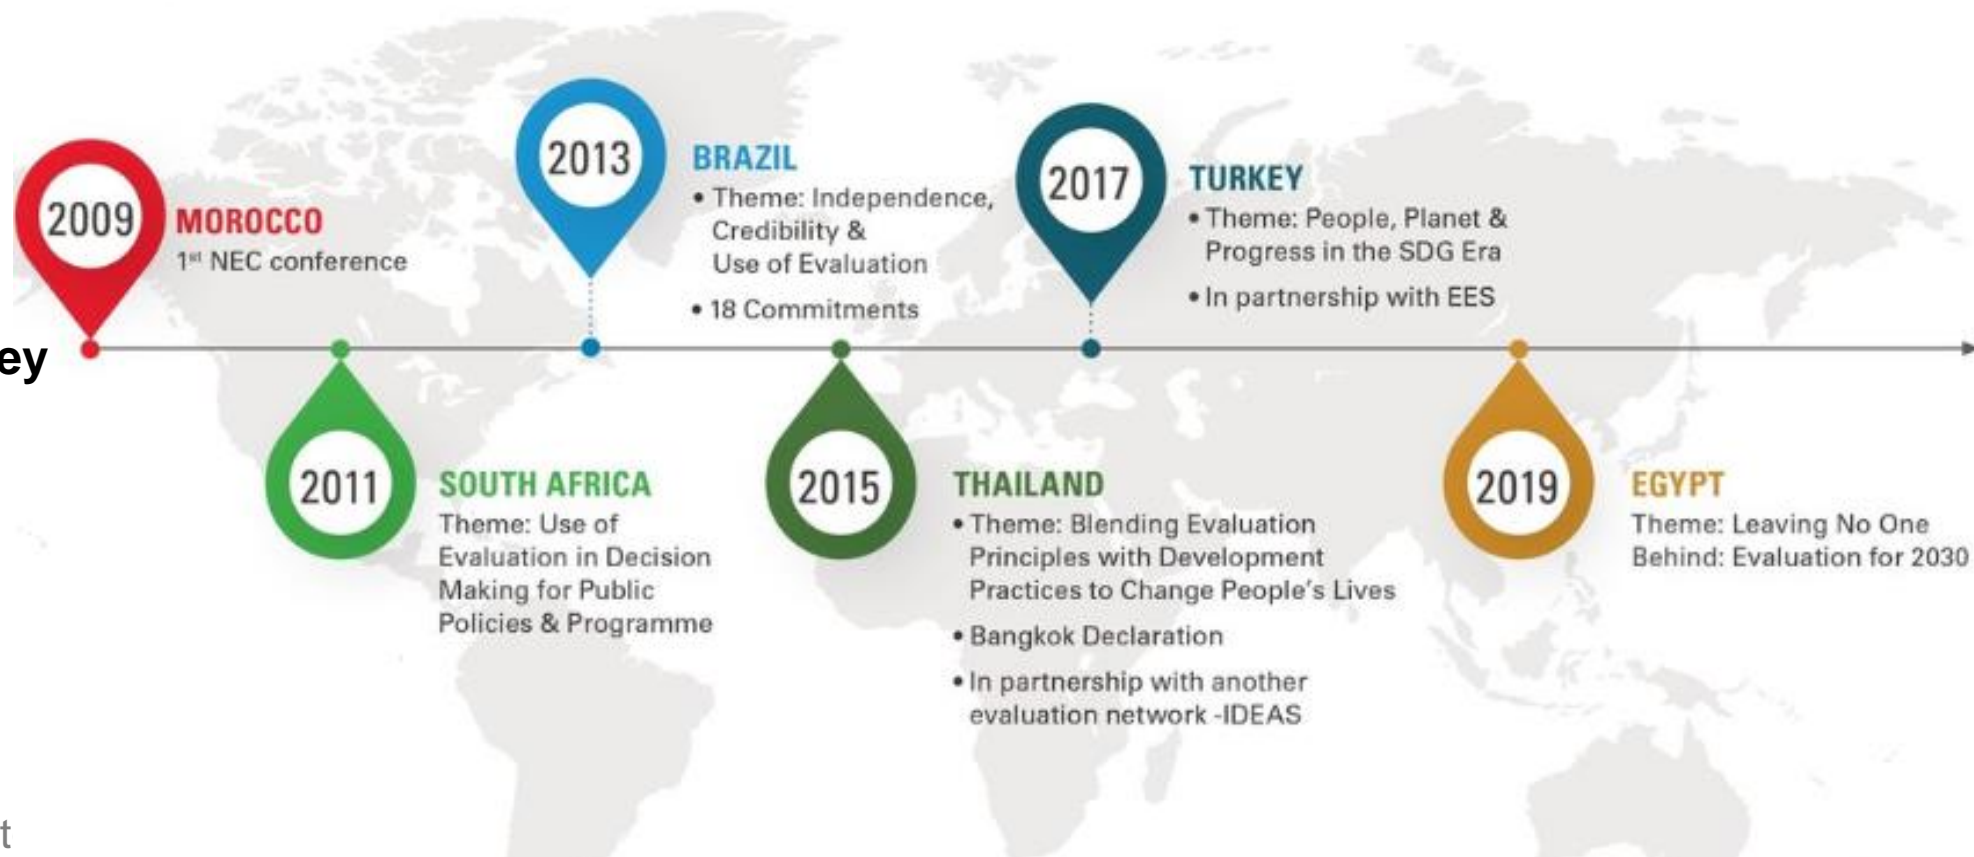 2009
MOROCCO
1st NEC conference
2013
BRAZIL
• Theme: Independence,
Credibility &
Use of Evaluation
• 18 Commitments
2017
TURKEY
• Theme: People, Planet &
Progress in the SDG Era
• In partnership with EES
ey
2011
SOUTH AFRICA
Theme: Use of
Evaluation in Decision
Making for Public
Policies & Programme
2015
THAILAND
• Theme: Blending Evaluation
Principles with Development
Practices to Change People's Lives
• Bangkok Declaration
• In partnership with another
evaluation network -IDEAS
2019
EGYPT
Theme: Leaving No One
Behind: Evaluation for 2030
t